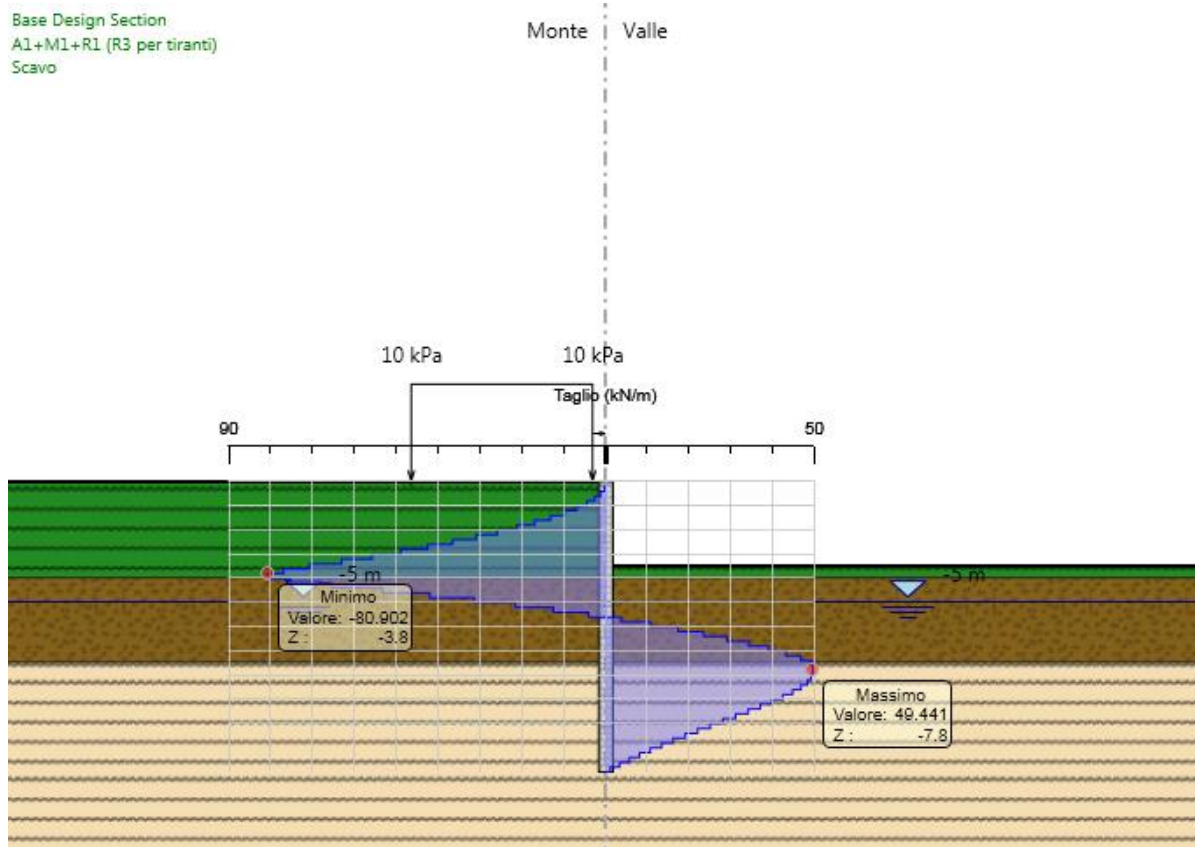 Base Design Section
A1+M1+R1 (R3 per tiranti)
Scavo
Monte
Valle
10 kPa
10 kPa
Taglio (kN/m)
90
50
-5 m
-5 m
Minimo
Valore: -80.902
Z : -3.8
Massimo
Valore: 49.441
Z : -7.8